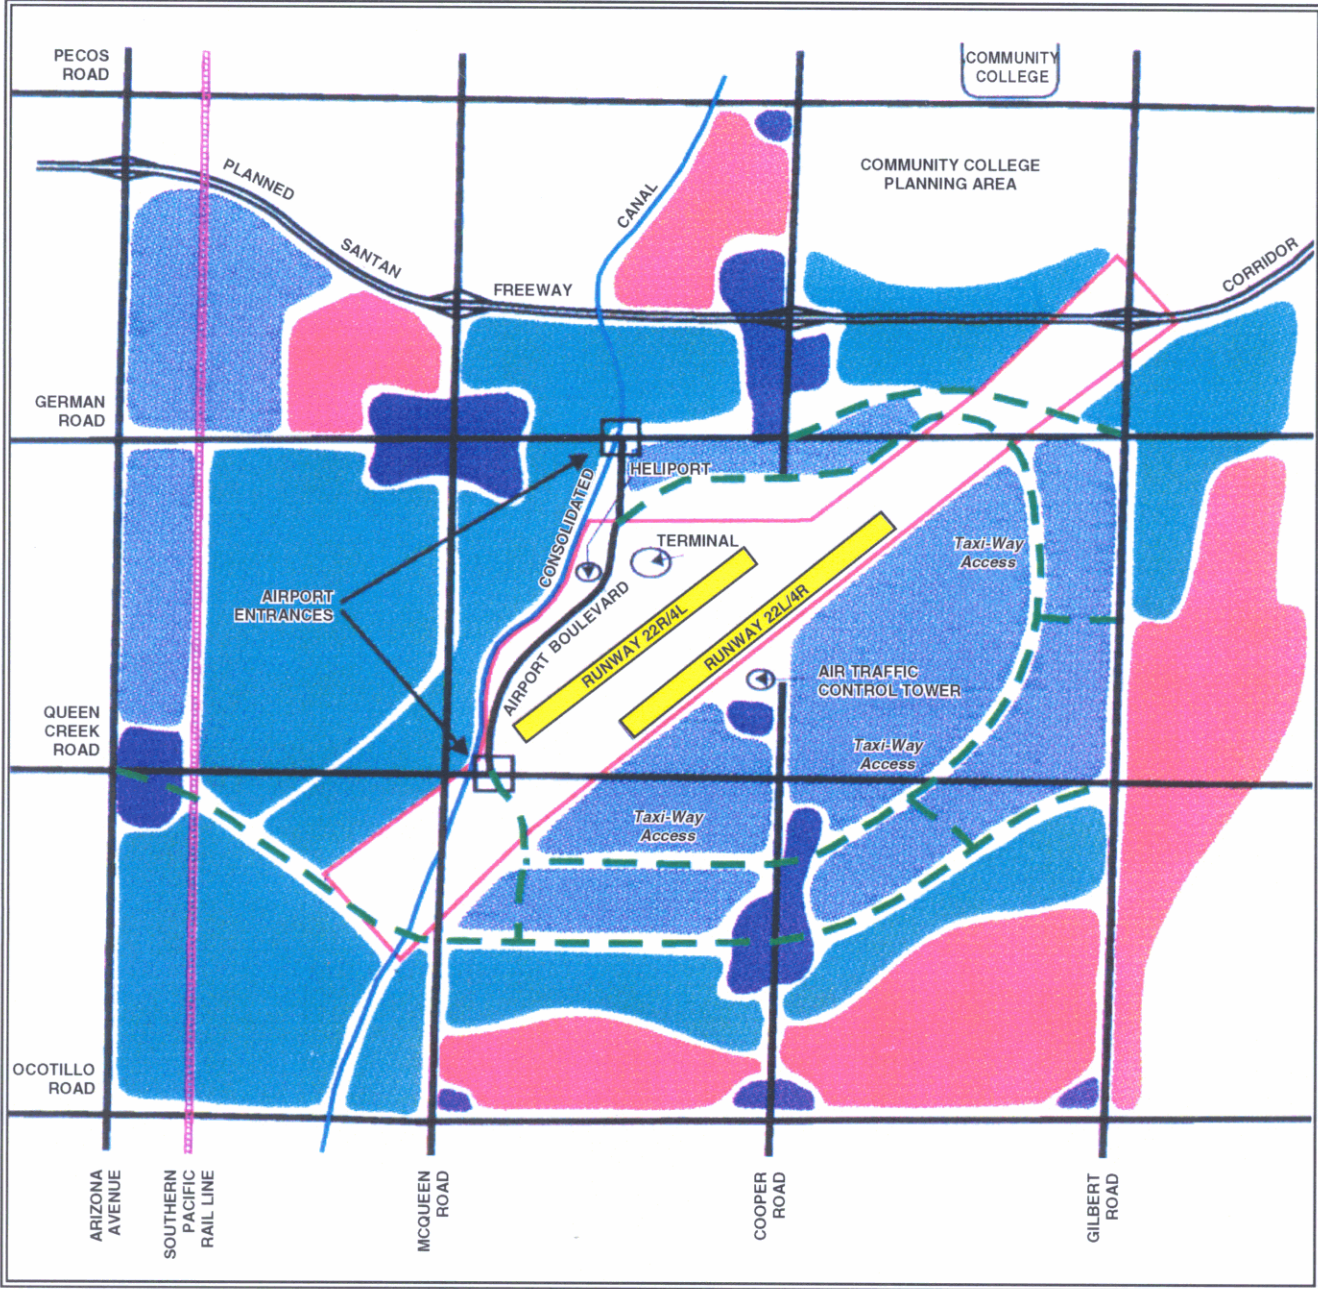 PECOS
ROAD
COMMUNITY
COLLEGE
COMMUNITY COLLEGE
PLANNING AREA
PLANNED
SANTAN
FREEWAY
CANAL
CORRIDOR
GERMAN
ROAD
HELIPORT
CONSOLIDATED
TERMINAL
Taxi-Way
Access
AIRPORT
ENTRANCES
AIRPORT BOULEVARD
RUNWAY 22R/4L
RUNWAY 22L/4R
AIR TRAFFIC
CONTROL TOWER
QUEEN
CREEK
ROAD
Taxi-Way
Access
Taxi-Way
Access
OCOTILLO
ROAD
ARIZONA
AVENUE
SOUTHERN
PACIFIC
RAIL LINE
MCQUEEN
ROAD
COOPER
ROAD
GILBERT
ROAD